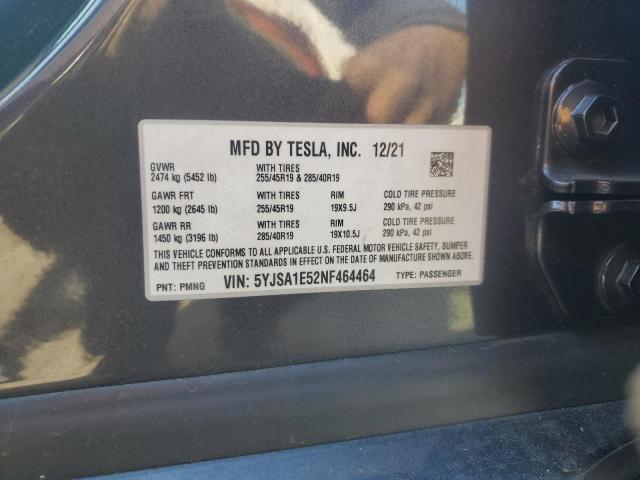 MFD BY TESLA, INC. 12/21
GVWR WITH TIRES
2474 kg (5452 lb) 255/45R19 & 285/40R19
GAWR FRT WITH TIRES RIM COLD TIRE PRESSURE
1200 kg (2645 lb) 255/45R19 19X9.5J 290 kPa, 42 psi
GAWR RR WITH TIRES RIM COLD TIRE PRESSURE
1450 kg (3196 lb) 285/40R19 19X10.5J 290 kPa, 42 psi
THIS VEHICLE CONFORMS TO ALL APPLICABLE U.S. FEDERAL MOTOR VEHICLE SAFETY, BUMPER
AND THEFT PREVENTION STANDARDS IN EFFECT ON THE DATE OF MANUFACTURE SHOWN ABOVE.
PNT: PMNG VIN: 5YJSA1E52NF464464 TYPE: PASSENGER